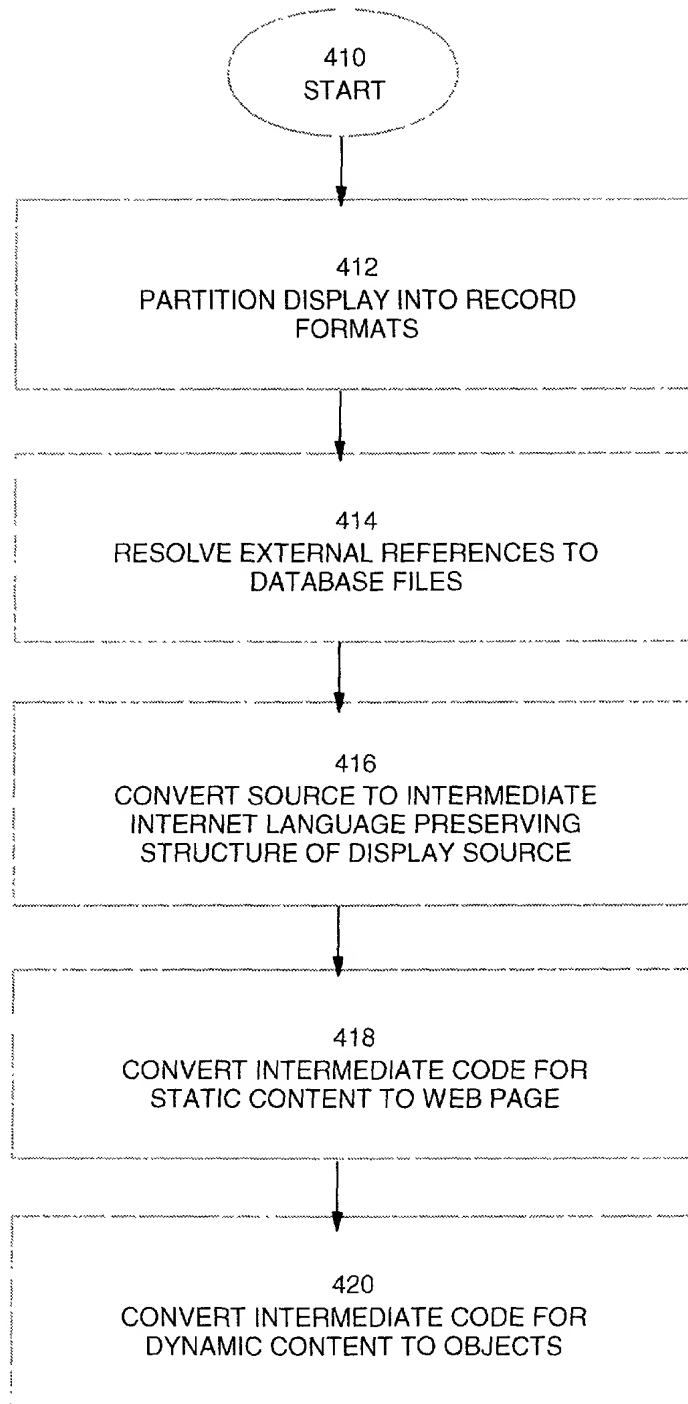 410
START
412
PARTITION DISPLAY INTO RECORD
FORMATS
414
RESOLVE EXTERNAL REFERENCES TO
DATABASE FILES
416
CONVERT SOURCE TO INTERMEDIATE
INTERNET LANGUAGE PRESERVING
STRUCTURE OF DISPLAY SOURCE
418
CONVERT INTERMEDIATE CODE FOR
STATIC CONTENT TO WEB PAGE
420
CONVERT INTERMEDIATE CODE FOR
DYNAMIC CONTENT TO OBJECTS